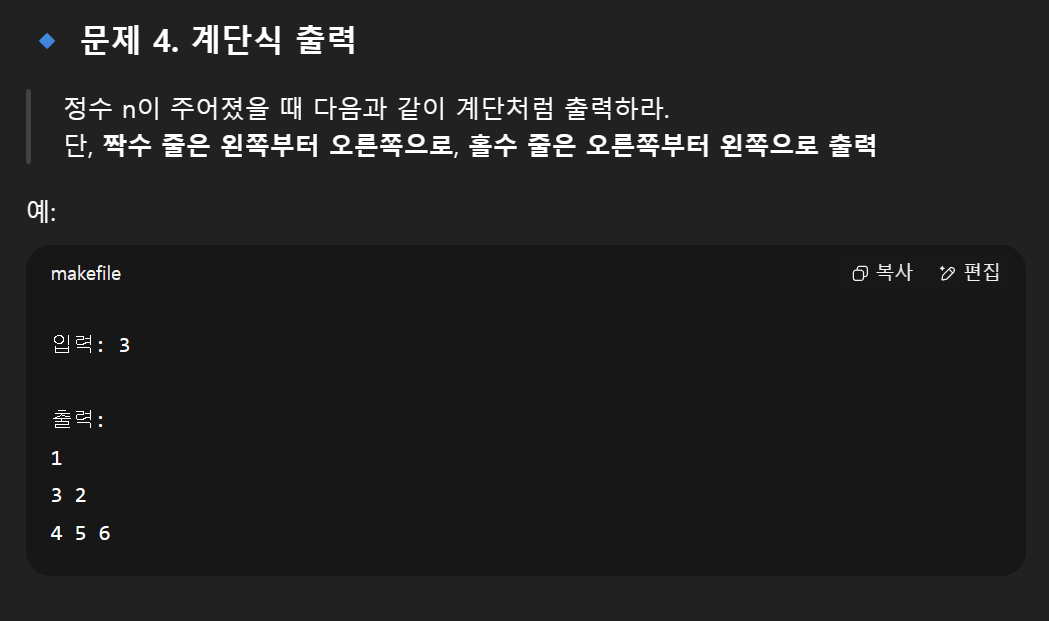 문제 4. 계단식 출력
정수 n이 주어졌을 때 다음과 같이 계단처럼 출력하라.
단, 짝수 줄은 왼쪽부터 오른쪽으로, 홀수 줄은 오른쪽부터 왼쪽으로 출력
예:
makefile 복사 편집
입력: 3
출력:
1
3 2
4 5 6